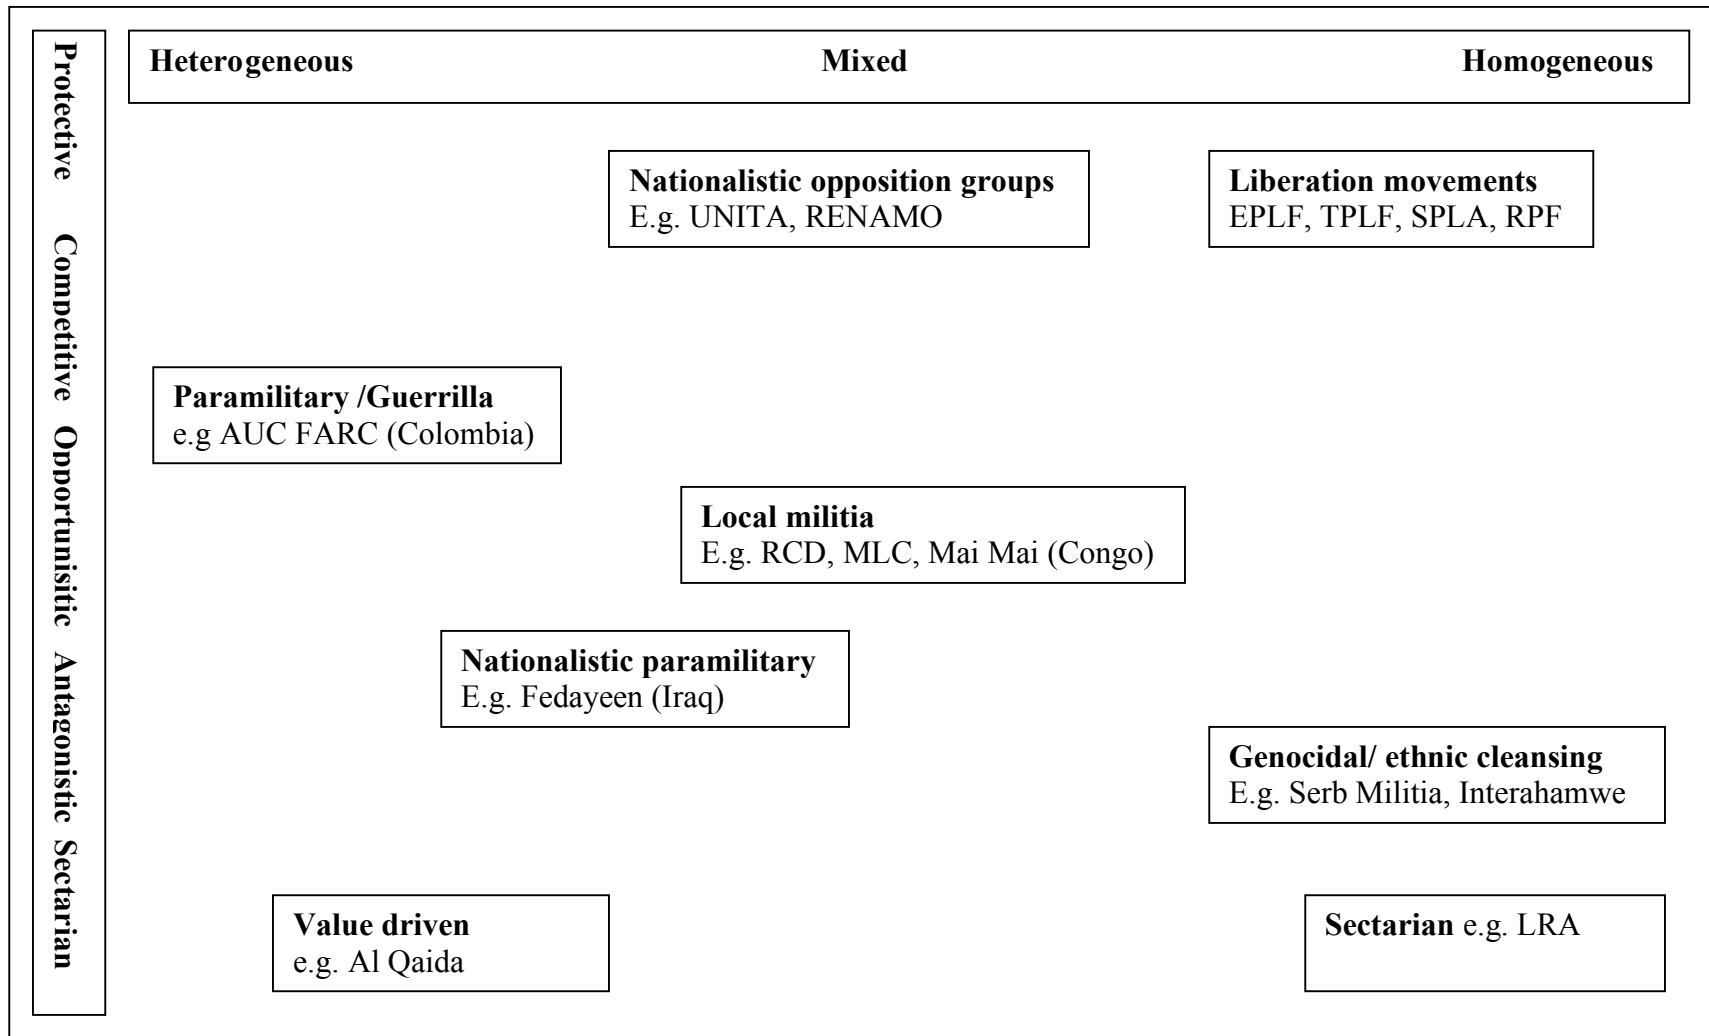 Protective Competitive Opportunisitic Antagonistic Sectarian
Heterogeneous Mixed Homogeneous
Nationalistic opposition groups
E.g. UNITA, RENAMO
Liberation movements
EPLF, TPLF, SPLA, RPF
Paramilitary /Guerrilla
e.g AUC FARC (Colombia)
Local militia
E.g. RCD, MLC, Mai Mai (Congo)
Nationalistic paramilitary
E.g. Fedayeen (Iraq)
Genocidal/ ethnic cleansing
E.g. Serb Militia, Interahamwe
Value driven
e.g. Al Qaida
Sectarian e.g. LRA